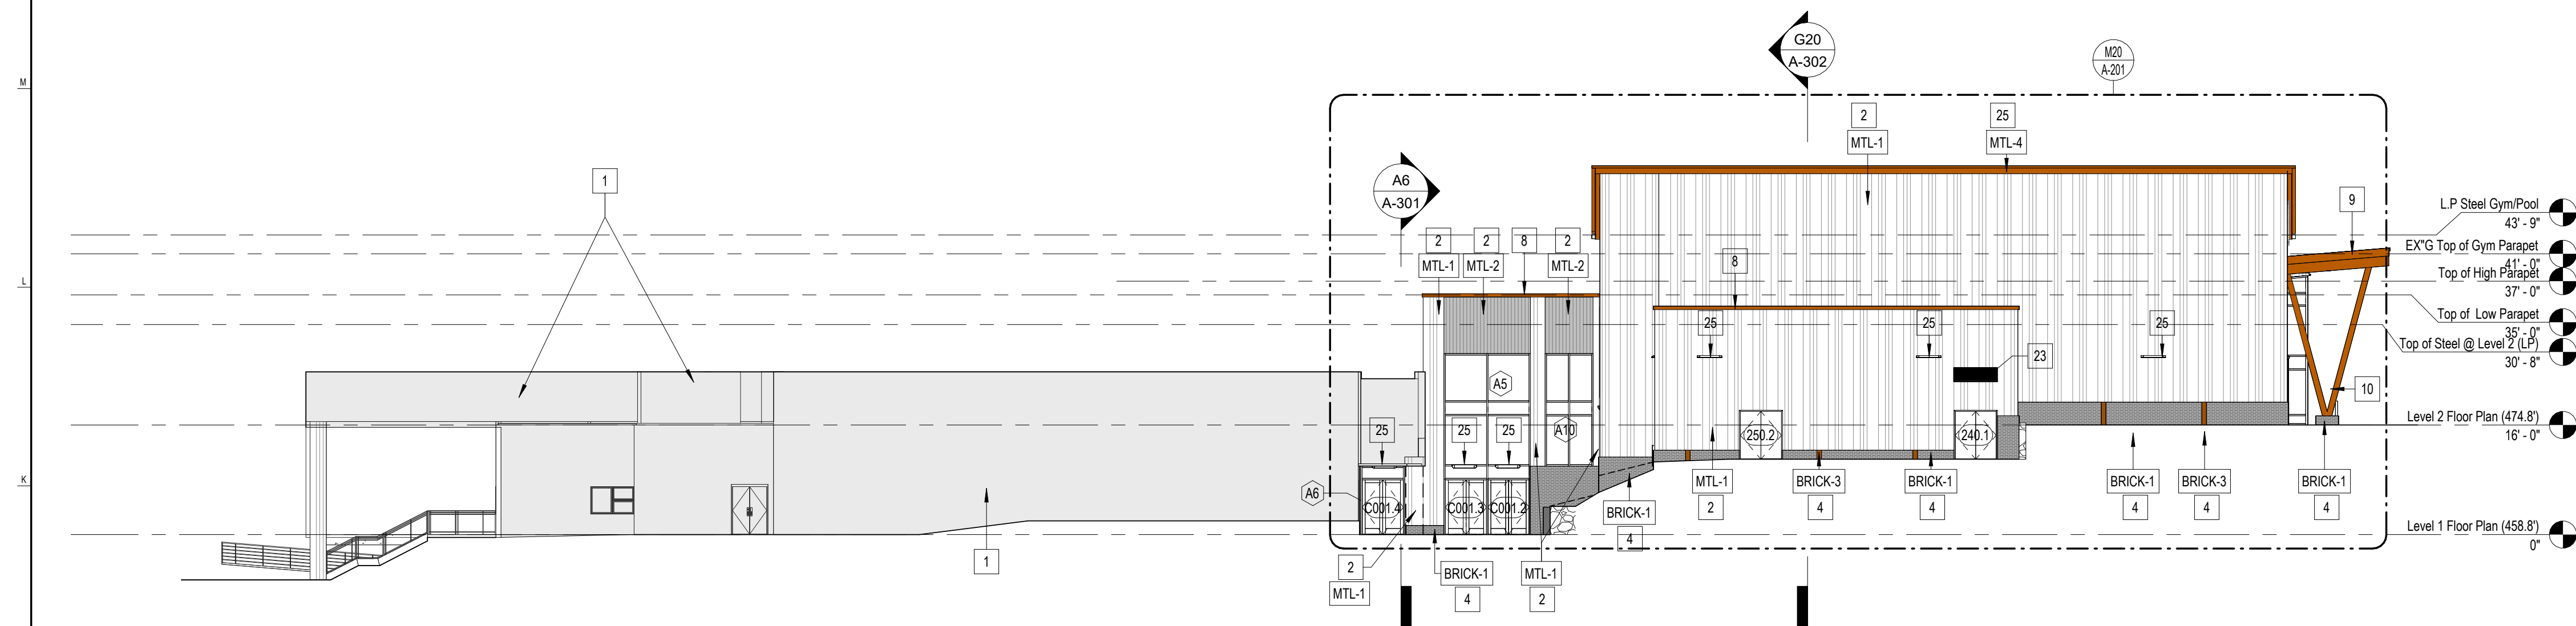 M
L
K
G20
A-302
M20
A-201
A6
A-301
2
MTL-1
25
MTL-4
1
9
L.P Steel Gym/Pool
43' - 9"
EX"G Top of Gym Parapet
41' - 0"
Top of High Parapet
37' - 0"
Top of Low Parapet
35' - 0"
Top of Steel @ Level 2 (LP)
30' - 8"
Level 2 Floor Plan (474.8')
16' - 0"
Level 1 Floor Plan (458.8')
0"
2
MTL-1
2
MTL-2
8
2
MTL-2
8
25
25
25
23
10
A5
A10
25
25
25
250.2
240.1
A6
C001.4
C001.3
C001.2
1
2
MTL-1
BRICK-1
4
MTL-1
2
BRICK-1
4
MTL-1
2
BRICK-3
4
BRICK-1
4
BRICK-1
4
BRICK-3
4
BRICK-1
4